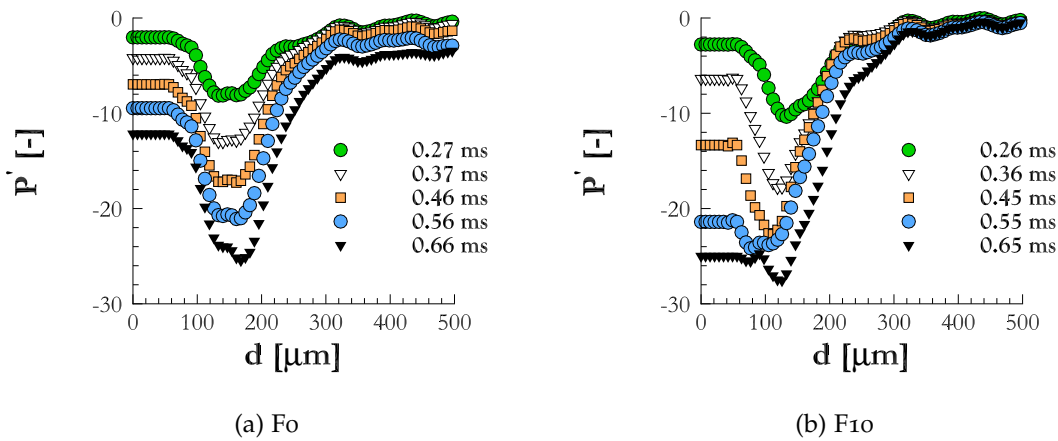 0
-10
-20
-30
P' [-]
0 100 200 300 400 500
d [μm]
0.27 ms
0.37 ms
0.46 ms
0.56 ms
0.66 ms
(a) F0
0
-10
-20
-30
P' [-]
0 100 200 300 400 500
d [μm]
0.26 ms
0.36 ms
0.45 ms
0.55 ms
0.65 ms
(b) F10